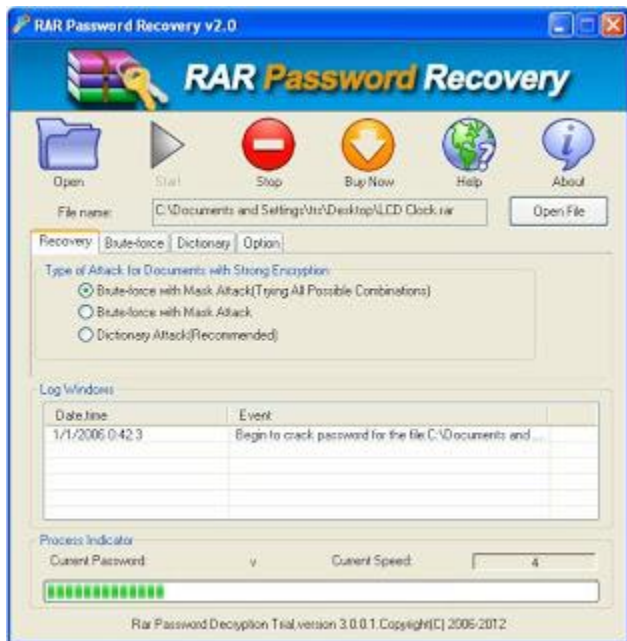 RAR Password Recovery v2.0
RAR Password Recovery
Open Start Stop Buy Now Help About
File name: C:\Documents and Settings\trs\Desktop\LCD Clock.rar Open File
Recovery Brute-force Dictionary Option
Type of Attack for Documents with Strong Encryption
Brute-force with Mask Attack(Trying All Possible Combinations)
Brute-force with Mask Attack
Dictionary Attack(Recommended)
Log Windows
Date,time Event
1/1/2006 0:42:3 Begin to crack password for the file:C:\Documents and ...
Process Indicator
Current Password: v Current Speed: 4
Rar Password Decryption Trial,version 3.0.0.1.Copyright(C) 2006-2012